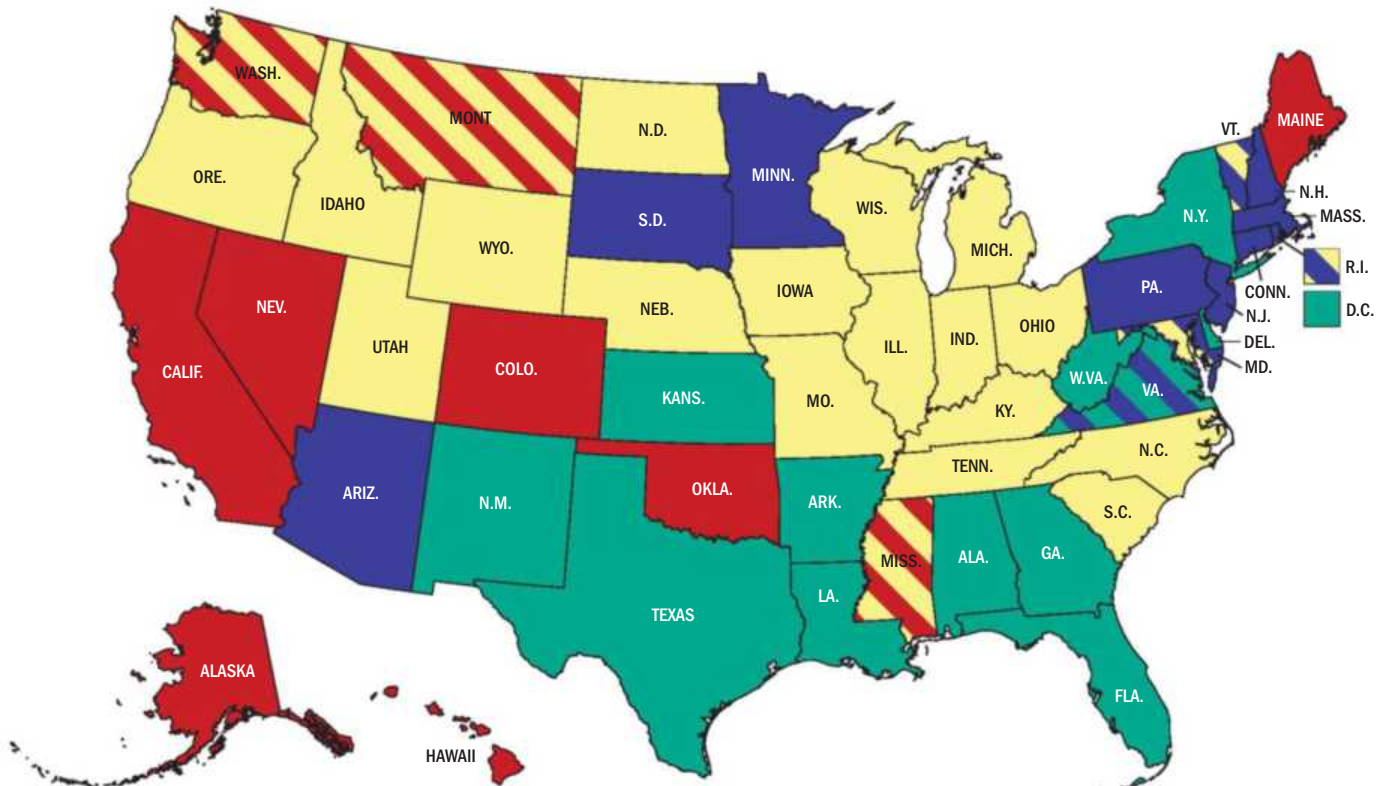 WASH.
MONT
N.D.
MINN.
VT.
MAINE
ORE.
IDAHO
S.D.
WIS.
N.Y.
N.H.
MASS.
WYO.
MICH.
R.I.
IOWA
PA.
CONN.
NEV.
NEB.
OHIO
N.J.
D.C.
UTAH
ILL.
IND.
DEL.
CALIF.
COLO.
W.VA.
MD.
KANS.
MO.
KY.
VA.
N.C.
TENN.
ARIZ.
N.M.
OKLA.
ARK.
S.C.
MISS.
ALA.
GA.
TEXAS
LA.
ALASKA
FLA.
HAWAII